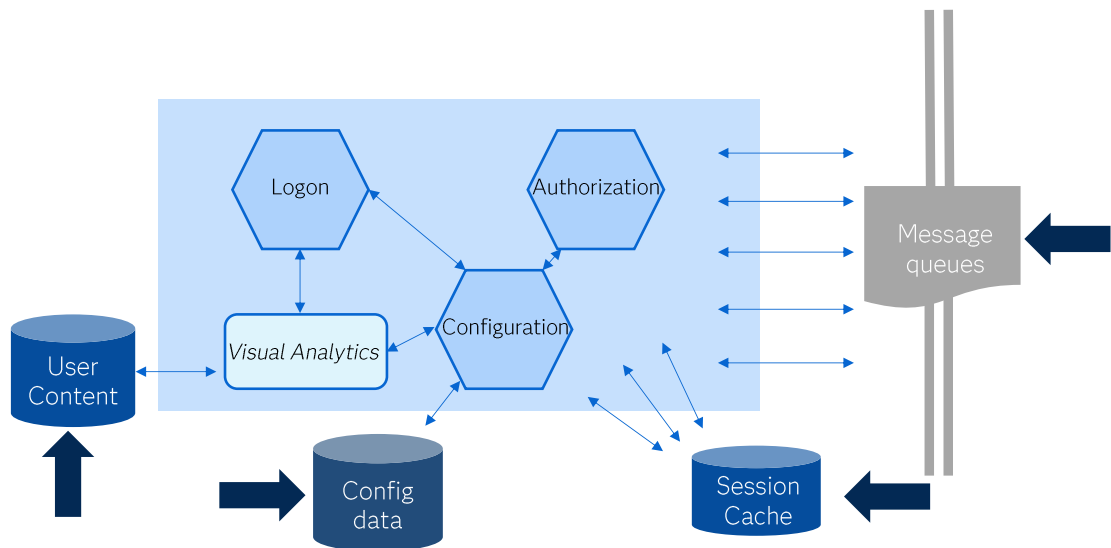 Logon
Authorization
Message
queues
Configuration
Visual Analytics
User
Content
Config
data
Session
Cache